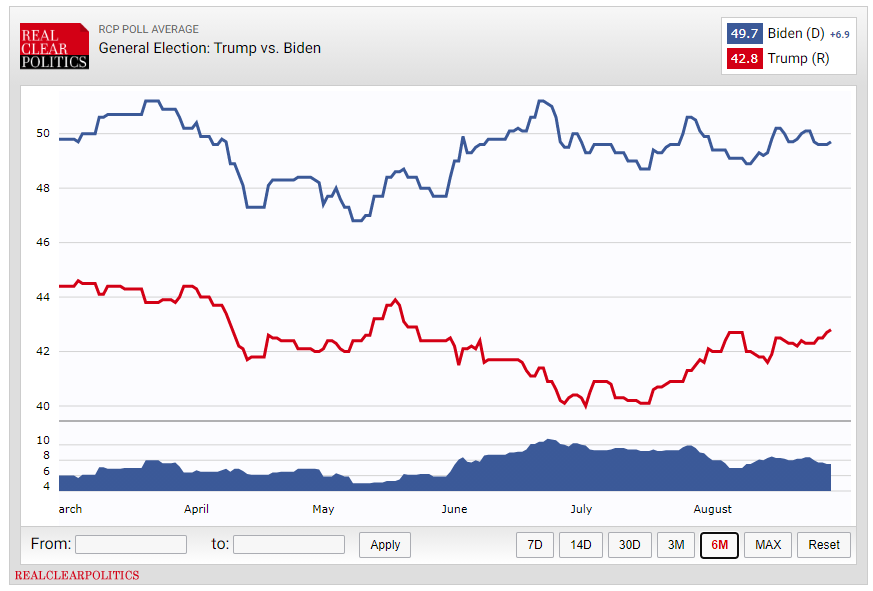 REAL
CLEAR
POLITICS
RCP POLL AVERAGE
General Election: Trump vs. Biden
49.7 Biden (D) +6.9
42.8 Trump (R)
50
48
46
44
42
40
10
8
6
4
arch April May June July August
From: to: Apply 7D 14D 30D 3M 6M MAX Reset
REALCLEARPOLITICS